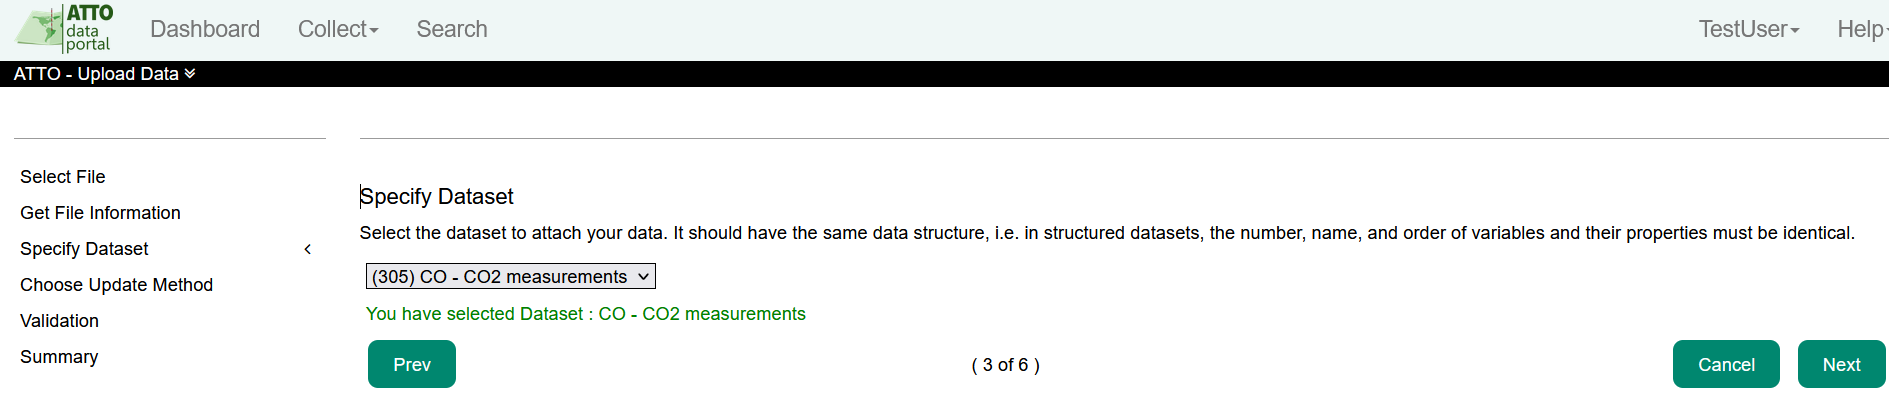 ATTO
data
portal
Dashboard Collect Search TestUser Help
ATTO - Upload Data
Select File
Get File Information
Specify Dataset
Choose Update Method
Validation
Summary
Specify Dataset
Select the dataset to attach your data. It should have the same data structure, i.e. in structured datasets, the number, name, and order of variables and their properties must be identical.
(305) CO - CO2 measurements
You have selected Dataset : CO - CO2 measurements
Prev ( 3 of 6 ) Cancel Next